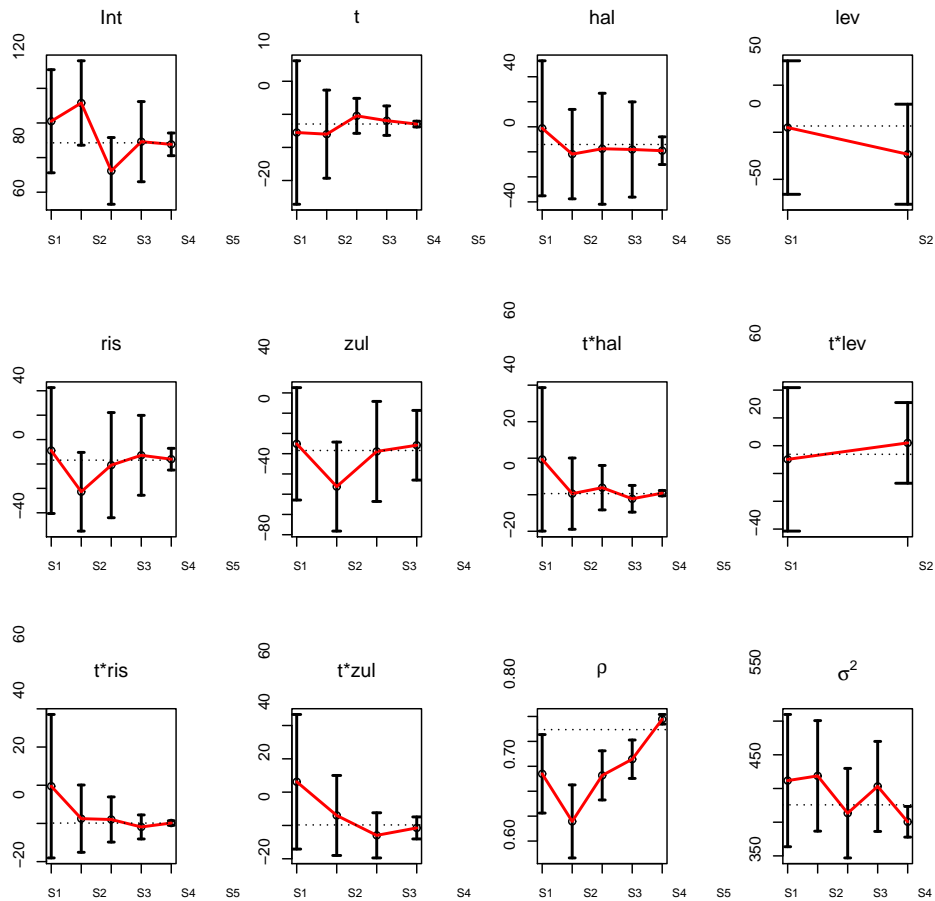 Int
t
hal
lev
120
80
60
S1 S2 S3 S4 S5
10
0
−20
S1 S2 S3 S4 S5
40
20
0
−40
S1 S2 S3 S4 S5
50
0
−50
S1 S2
ris
zul
t*hal
t*lev
40
20
0
−40
S1 S2 S3 S4 S5
40
0
−40
−80
S1 S2 S3 S4
60
40
20
0
−20
S1 S2 S3 S4 S5
60
20
0
−40
S1 S2
t*ris
t*zul
ρ
σ²
60
40
20
0
−20
S1 S2 S3 S4 S5
60
20
0
−20
S1 S2 S3 S4
0.80
0.70
0.60
S1 S2 S3 S4 S5
550
450
350
S1 S2 S3 S4